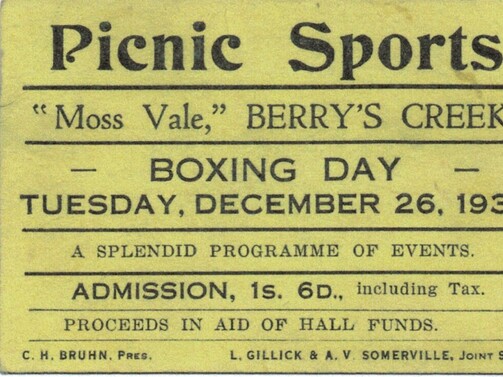 Picnic Sports
"Moss Vale," BERRY'S CREEK
— BOXING DAY —
TUESDAY, DECEMBER 26, 193
A SPLENDID PROGRAMME OF EVENTS.
ADMISSION, 1s. 6D., including Tax.
PROCEEDS IN AID OF HALL FUNDS.
C. H. BRUHN, PRES. L. GILLICK & A. V. SOMERVILLE, JOINT S